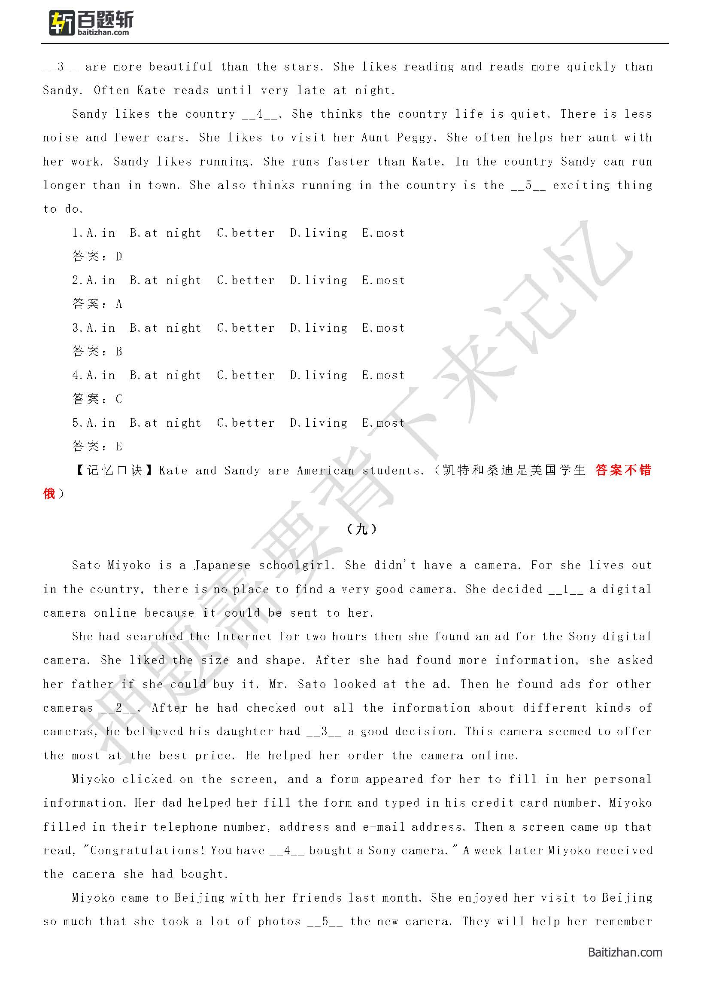 斩 百题斩
baitizhan.com
__3__ are more beautiful than the stars. She likes reading and reads more quickly than
Sandy. Often Kate reads until very late at night.
Sandy likes the country __4__. She thinks the country life is quiet. There is less
noise and fewer cars. She likes to visit her Aunt Peggy. She often helps her aunt with
her work. Sandy likes running. She runs faster than Kate. In the country Sandy can run
longer than in town. She also thinks running in the country is the __5__ exciting thing
to do.
1.A.in B.at night C.better D.living E.most
答案：D
2.A.in B.at night C.better D.living E.most
答案：A
3.A.in B.at night C.better D.living E.most
答案：B
4.A.in B.at night C.better D.living E.most
答案：C
5.A.in B.at night C.better D.living E.most
答案：E
【记忆口诀】Kate and Sandy are American students.（凯特和桑迪是美国学生 答案不错
俄）
（九）
Sato Miyoko is a Japanese schoolgirl. She didn't have a camera. For she lives out
in the country, there is no place to find a very good camera. She decided __1__ a digital
camera online because it could be sent to her.
She had searched the Internet for two hours then she found an ad for the Sony digital
camera. She liked the size and shape. After she had found more information, she asked
her father if she could buy it. Mr. Sato looked at the ad. Then he found ads for other
cameras __2__. After he had checked out all the information about different kinds of
cameras, he believed his daughter had __3__ a good decision. This camera seemed to offer
the most at the best price. He helped her order the camera online.
Miyoko clicked on the screen, and a form appeared for her to fill in her personal
information. Her dad helped her fill the form and typed in his credit card number. Miyoko
filled in their telephone number, address and e-mail address. Then a screen came up that
read, "Congratulations! You have __4__ bought a Sony camera." A week later Miyoko received
the camera she had bought.
Miyoko came to Beijing with her friends last month. She enjoyed her visit to Beijing
so much that she took a lot of photos __5__ the new camera. They will help her remember
押题需要背下来记忆
Baitizhan.com